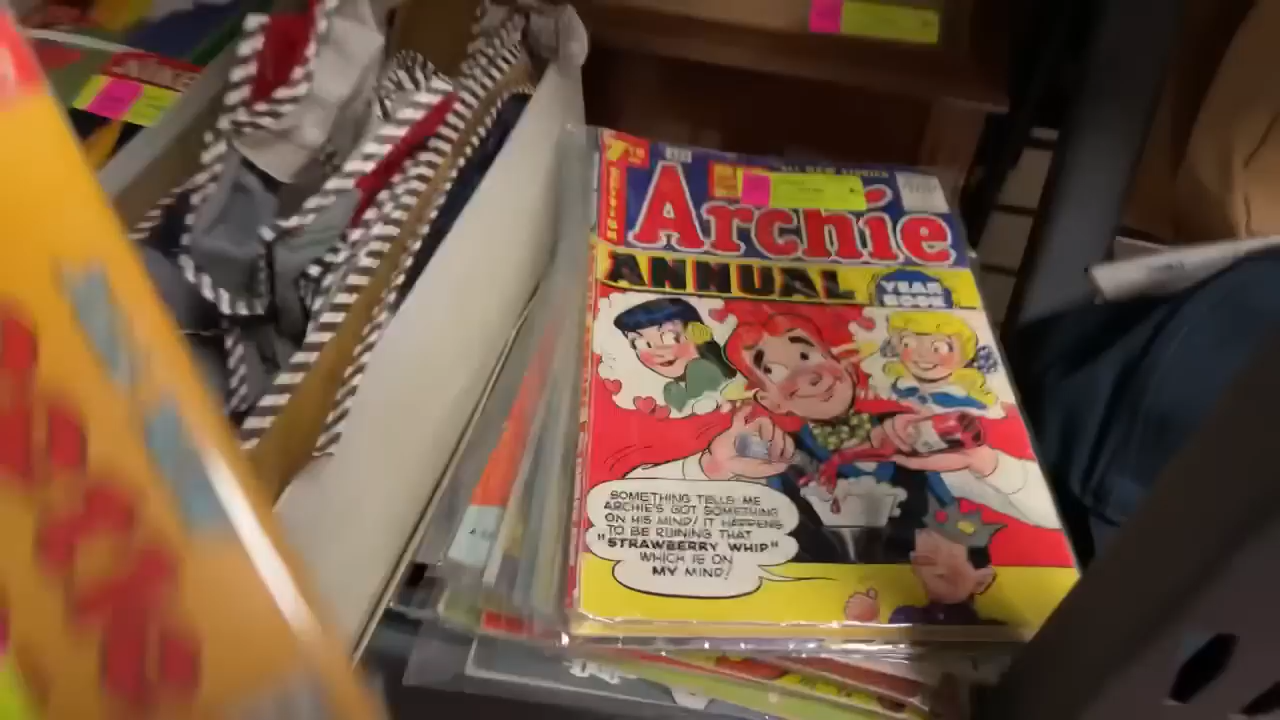 ALL NEW STORIES
Archie
ANNUAL
YEAR
BOOK
SOMETHING TELLS ME
ARCHIE'S GOT SOMETHING
ON HIS MIND! IT HAPPENS
TO BE RUINING THAT
"STRAWBERRY WHIP"
WHICH IS ON
MY MIND!